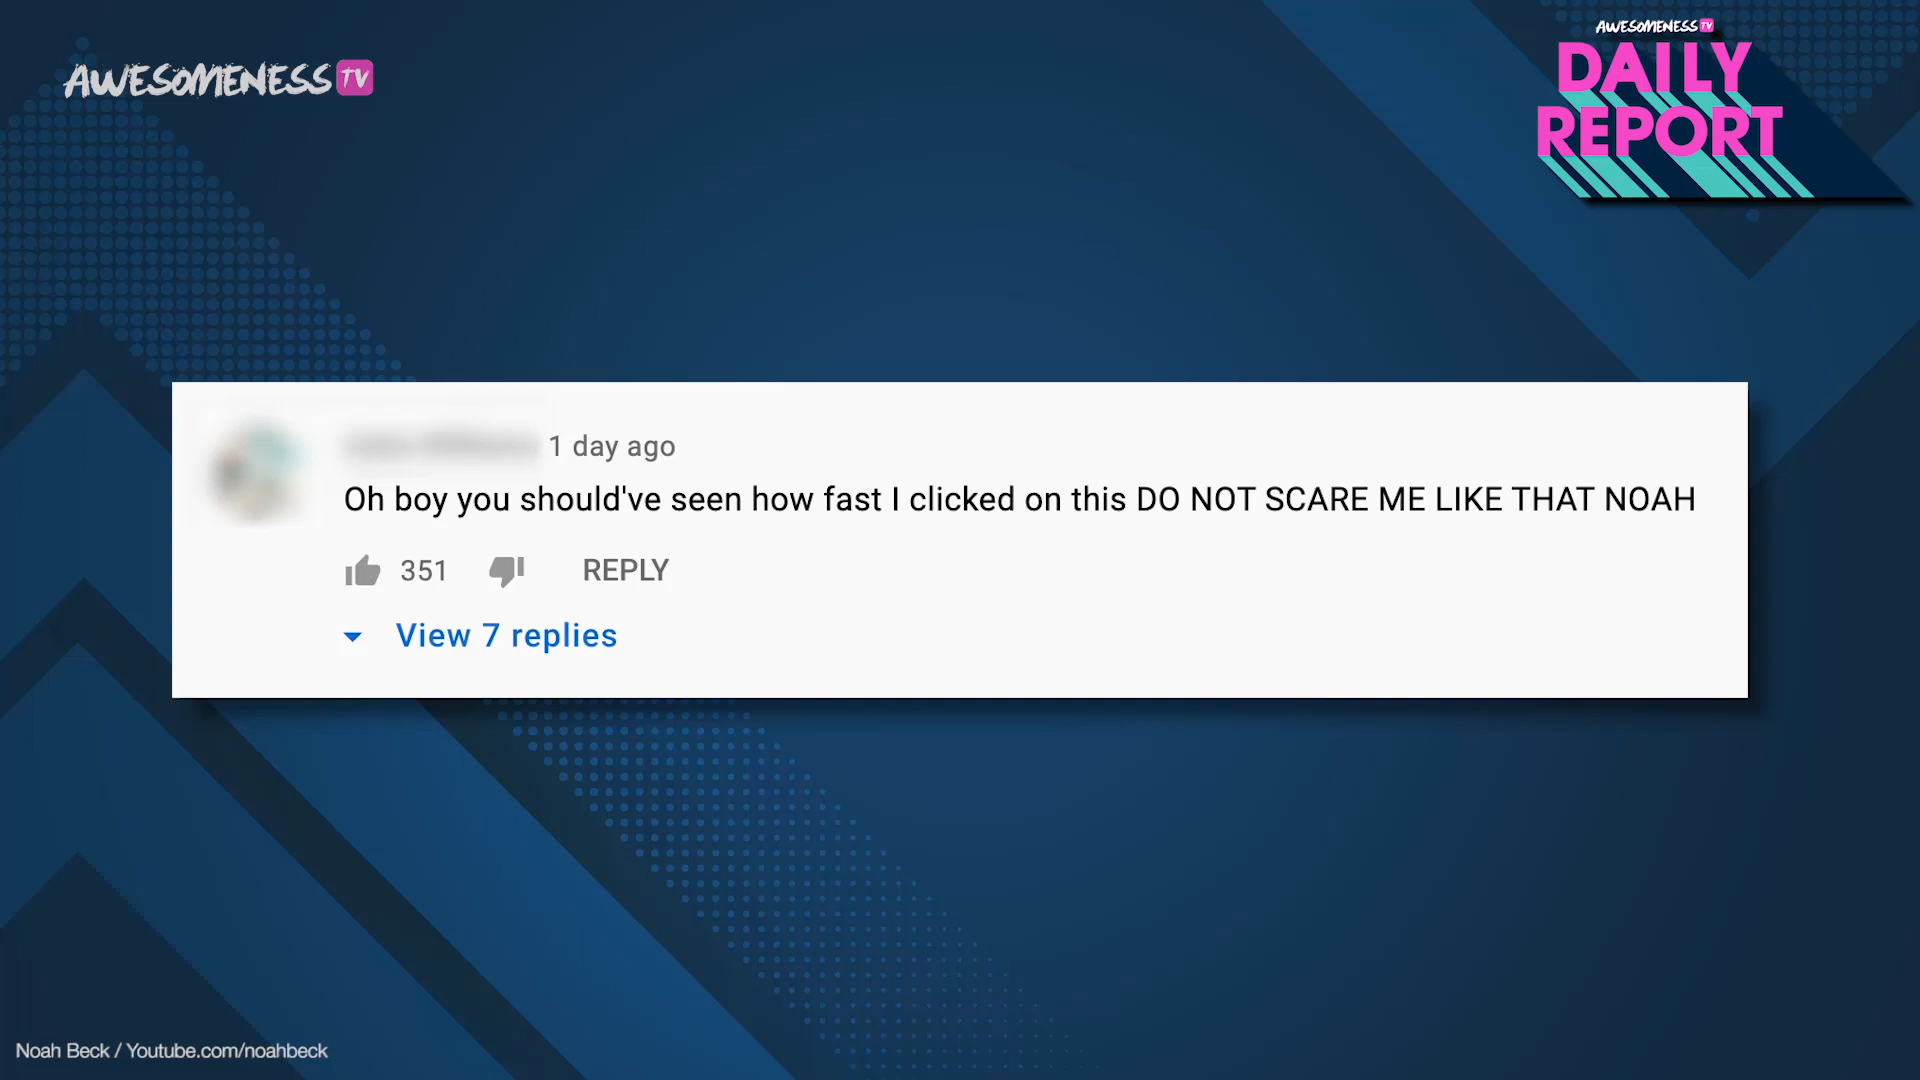 AWESOMENESS TV
AWESOMENESS TV
DAILY
REPORT
1 day ago
Oh boy you should've seen how fast I clicked on this DO NOT SCARE ME LIKE THAT NOAH
351 REPLY
View 7 replies
Noah Beck / Youtube.com/noahbeck